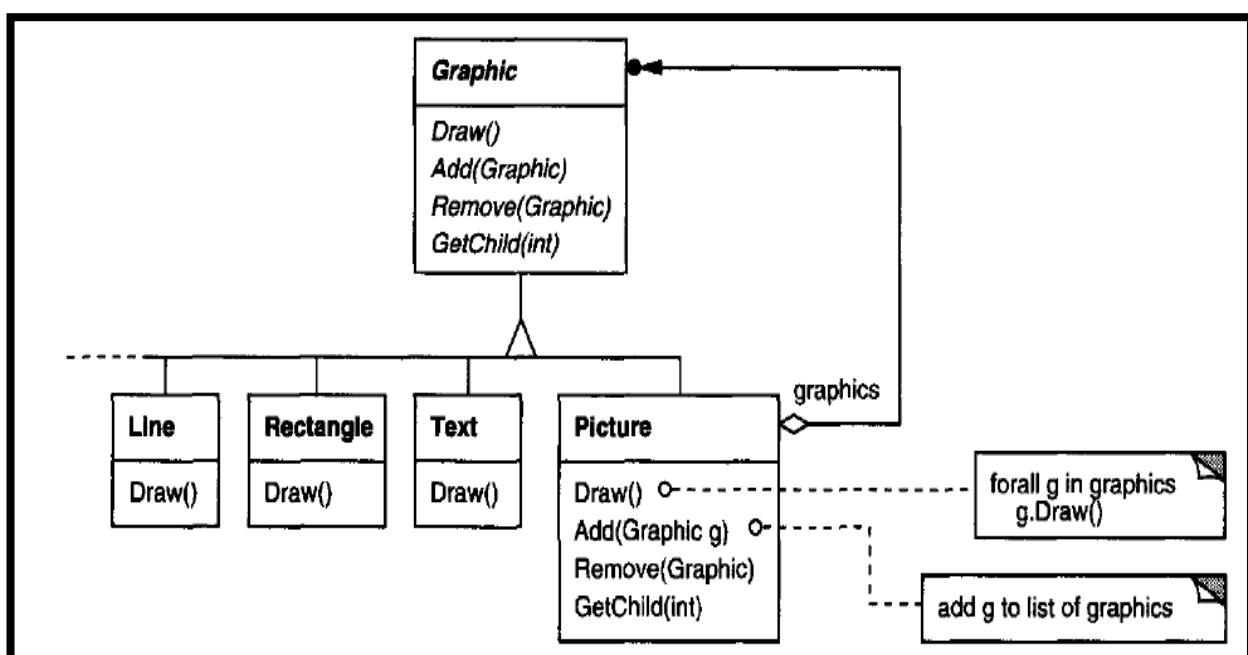 Graphic
Draw()
Add(Graphic)
Remove(Graphic)
GetChild(int)
graphics
Line
Draw()
Rectangle
Draw()
Text
Draw()
Picture
Draw()
Add(Graphic g)
Remove(Graphic)
GetChild(int)
forall g in graphics
g.Draw()
add g to list of graphics